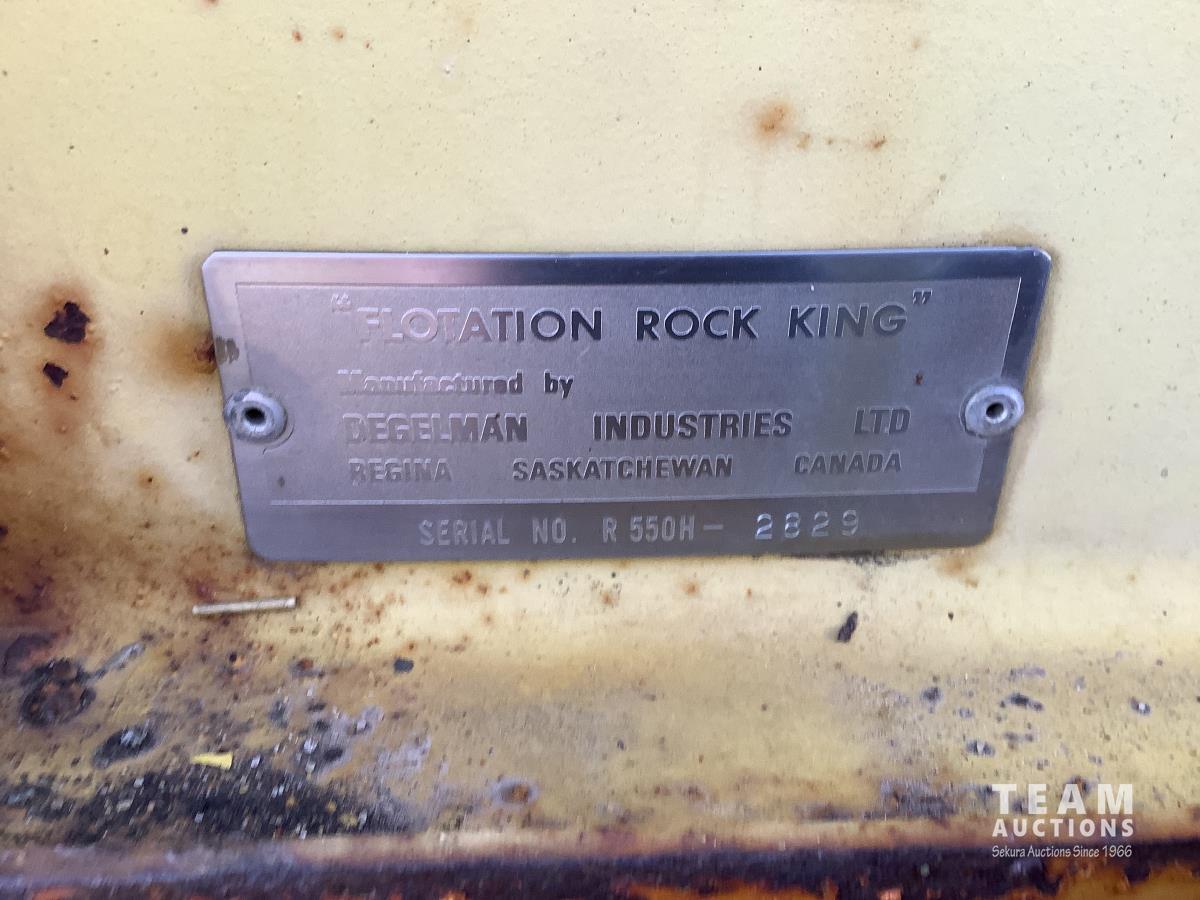 "FLOTATION ROCK KING"
Manufactured by
DEGELMAN INDUSTRIES LTD
REGINA SASKATCHEWAN CANADA
SERIAL NO. R 550H - 2829
TEAM
AUCTIONS
Sekura Auctions Since 1966